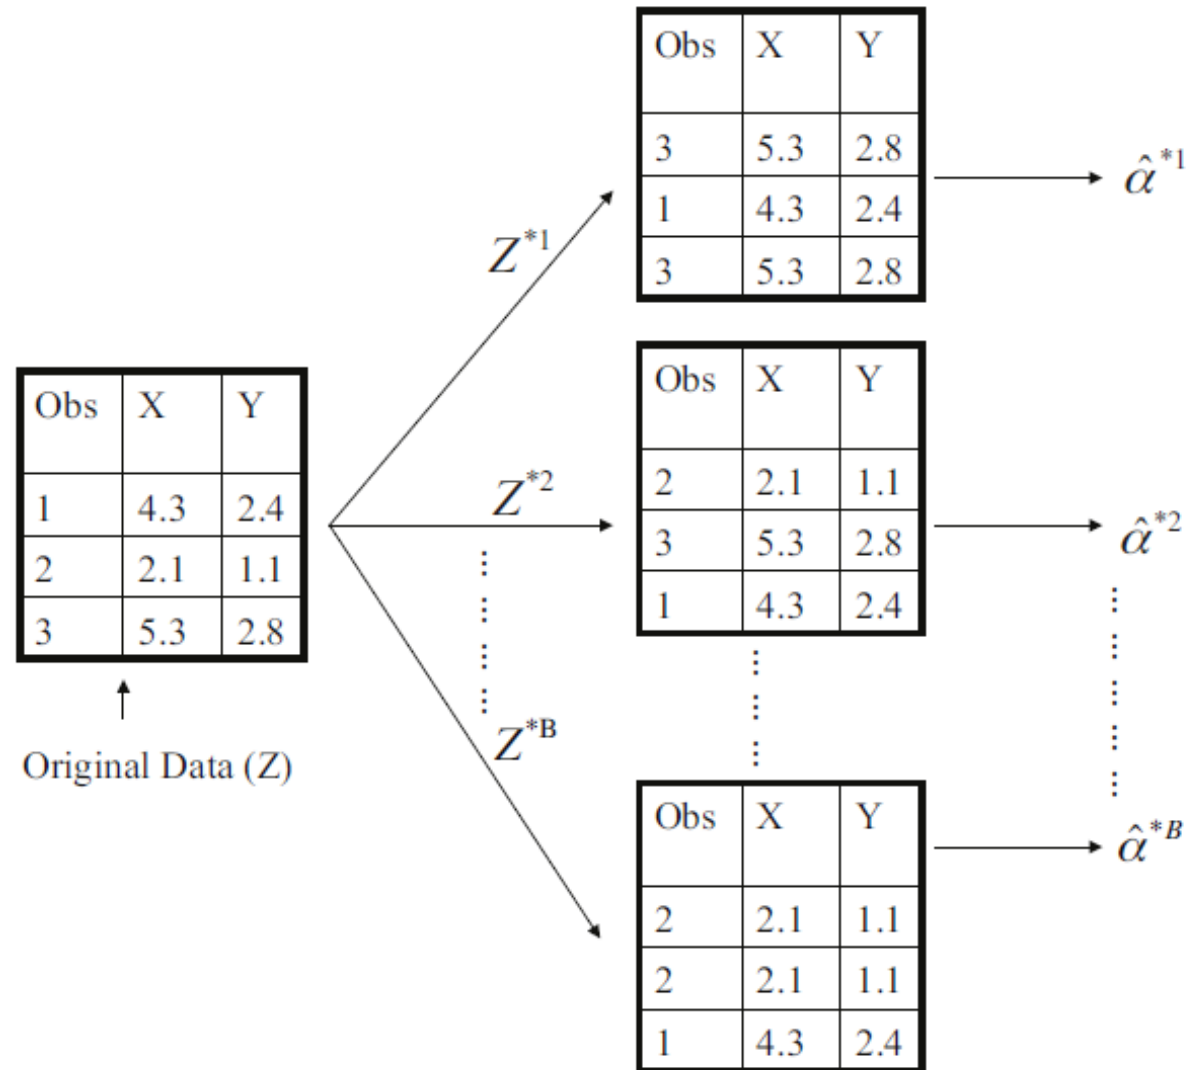 Obs X Y
3 5.3 2.8
1 4.3 2.4
3 5.3 2.8
α̂*1
Z*1
Obs X Y
1 4.3 2.4
2 2.1 1.1
3 5.3 2.8
Original Data (Z)
Z*2
Obs X Y
2 2.1 1.1
3 5.3 2.8
1 4.3 2.4
α̂*2
Z*B
Obs X Y
2 2.1 1.1
2 2.1 1.1
1 4.3 2.4
α̂*B